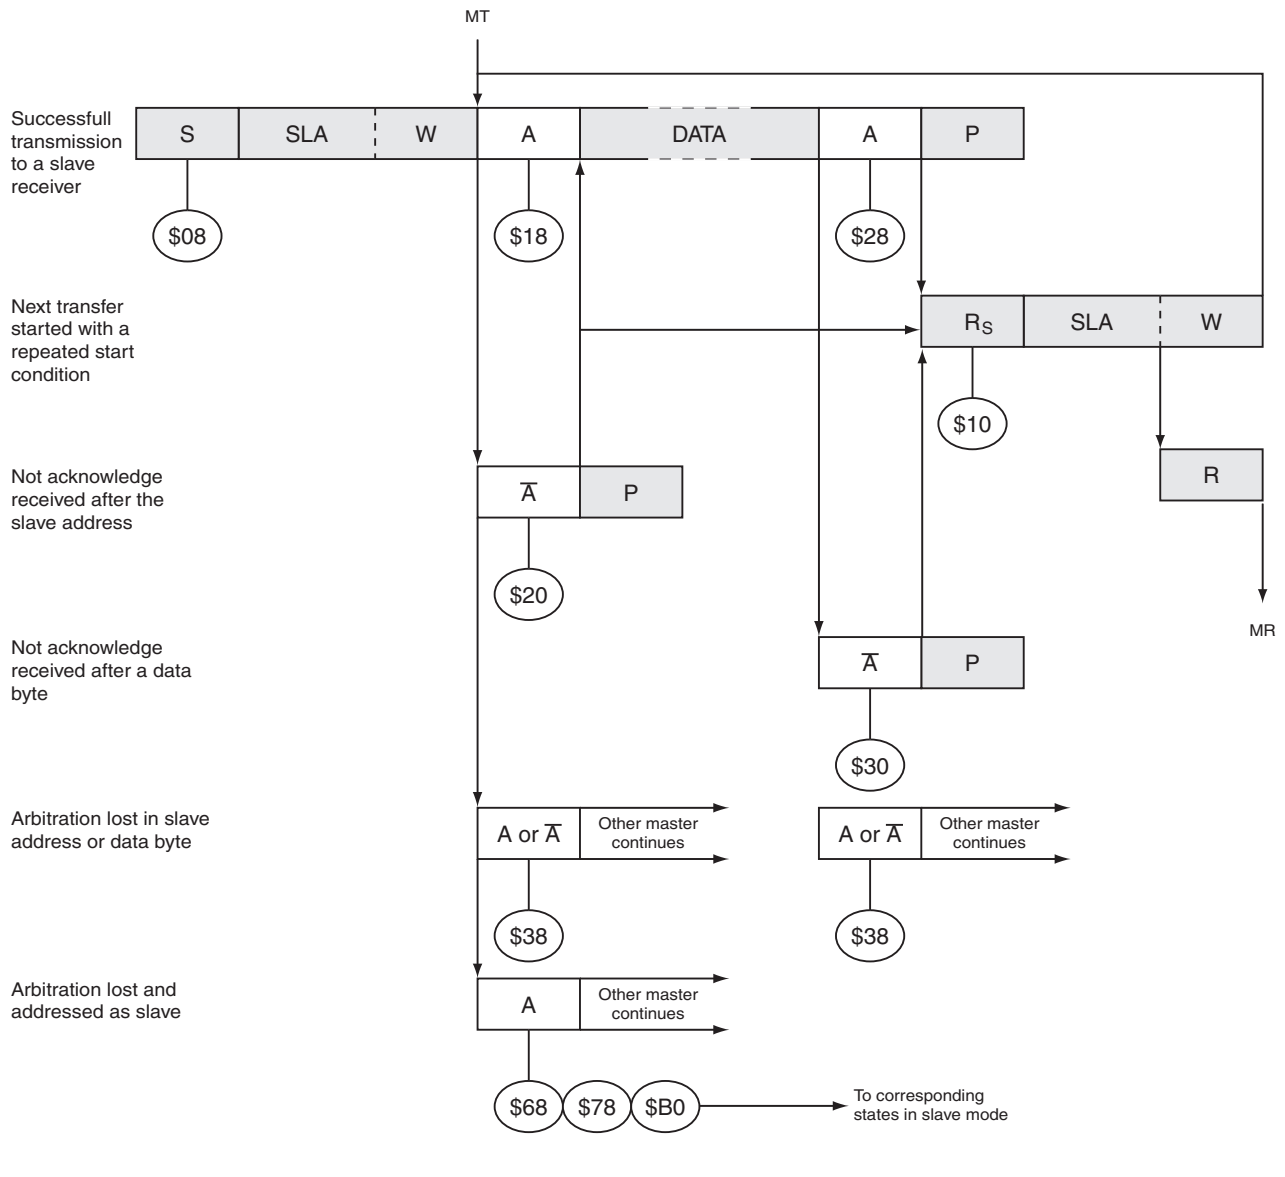 MT
Successfull
transmission
to a slave
receiver
S SLA W A DATA A P
$08 $18 $28
Next transfer
started with a
repeated start
condition
RS SLA W
$10
Not acknowledge
received after the
slave address
A̅ P
R
$20
MR
Not acknowledge
received after a data
byte
A̅ P
$30
Arbitration lost in slave
address or data byte
A or A̅
Other master
continues
A or A̅
Other master
continues
$38 $38
Arbitration lost and
addressed as slave
A
Other master
continues
$68 $78 $B0
To corresponding
states in slave mode